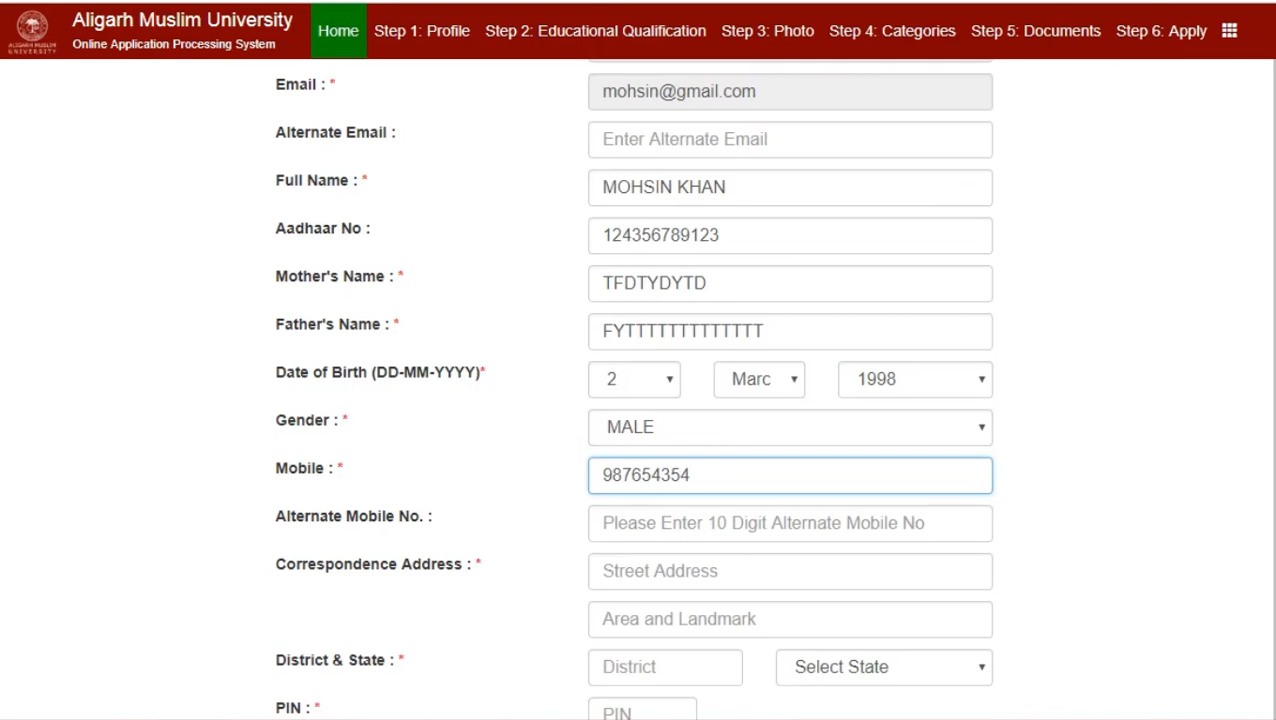 Aligarh Muslim University
Online Application Processing System
ALIGARH MUSLIM
UNIVERSITY
Home Step 1: Profile Step 2: Educational Qualification Step 3: Photo Step 4: Categories Step 5: Documents Step 6: Apply
Email : * mohsin@gmail.com
Alternate Email : Enter Alternate Email
Full Name : * MOHSIN KHAN
Aadhaar No : 124356789123
Mother's Name : * TFDTYDYTD
Father's Name : * FYTTTTTTTTTTTTT
Date of Birth (DD-MM-YYYY)* 2 Marc 1998
Gender : * MALE
Mobile : * 987654354
Alternate Mobile No. : Please Enter 10 Digit Alternate Mobile No
Correspondence Address : * Street Address
Area and Landmark
District & State : * District Select State
PIN : * PIN